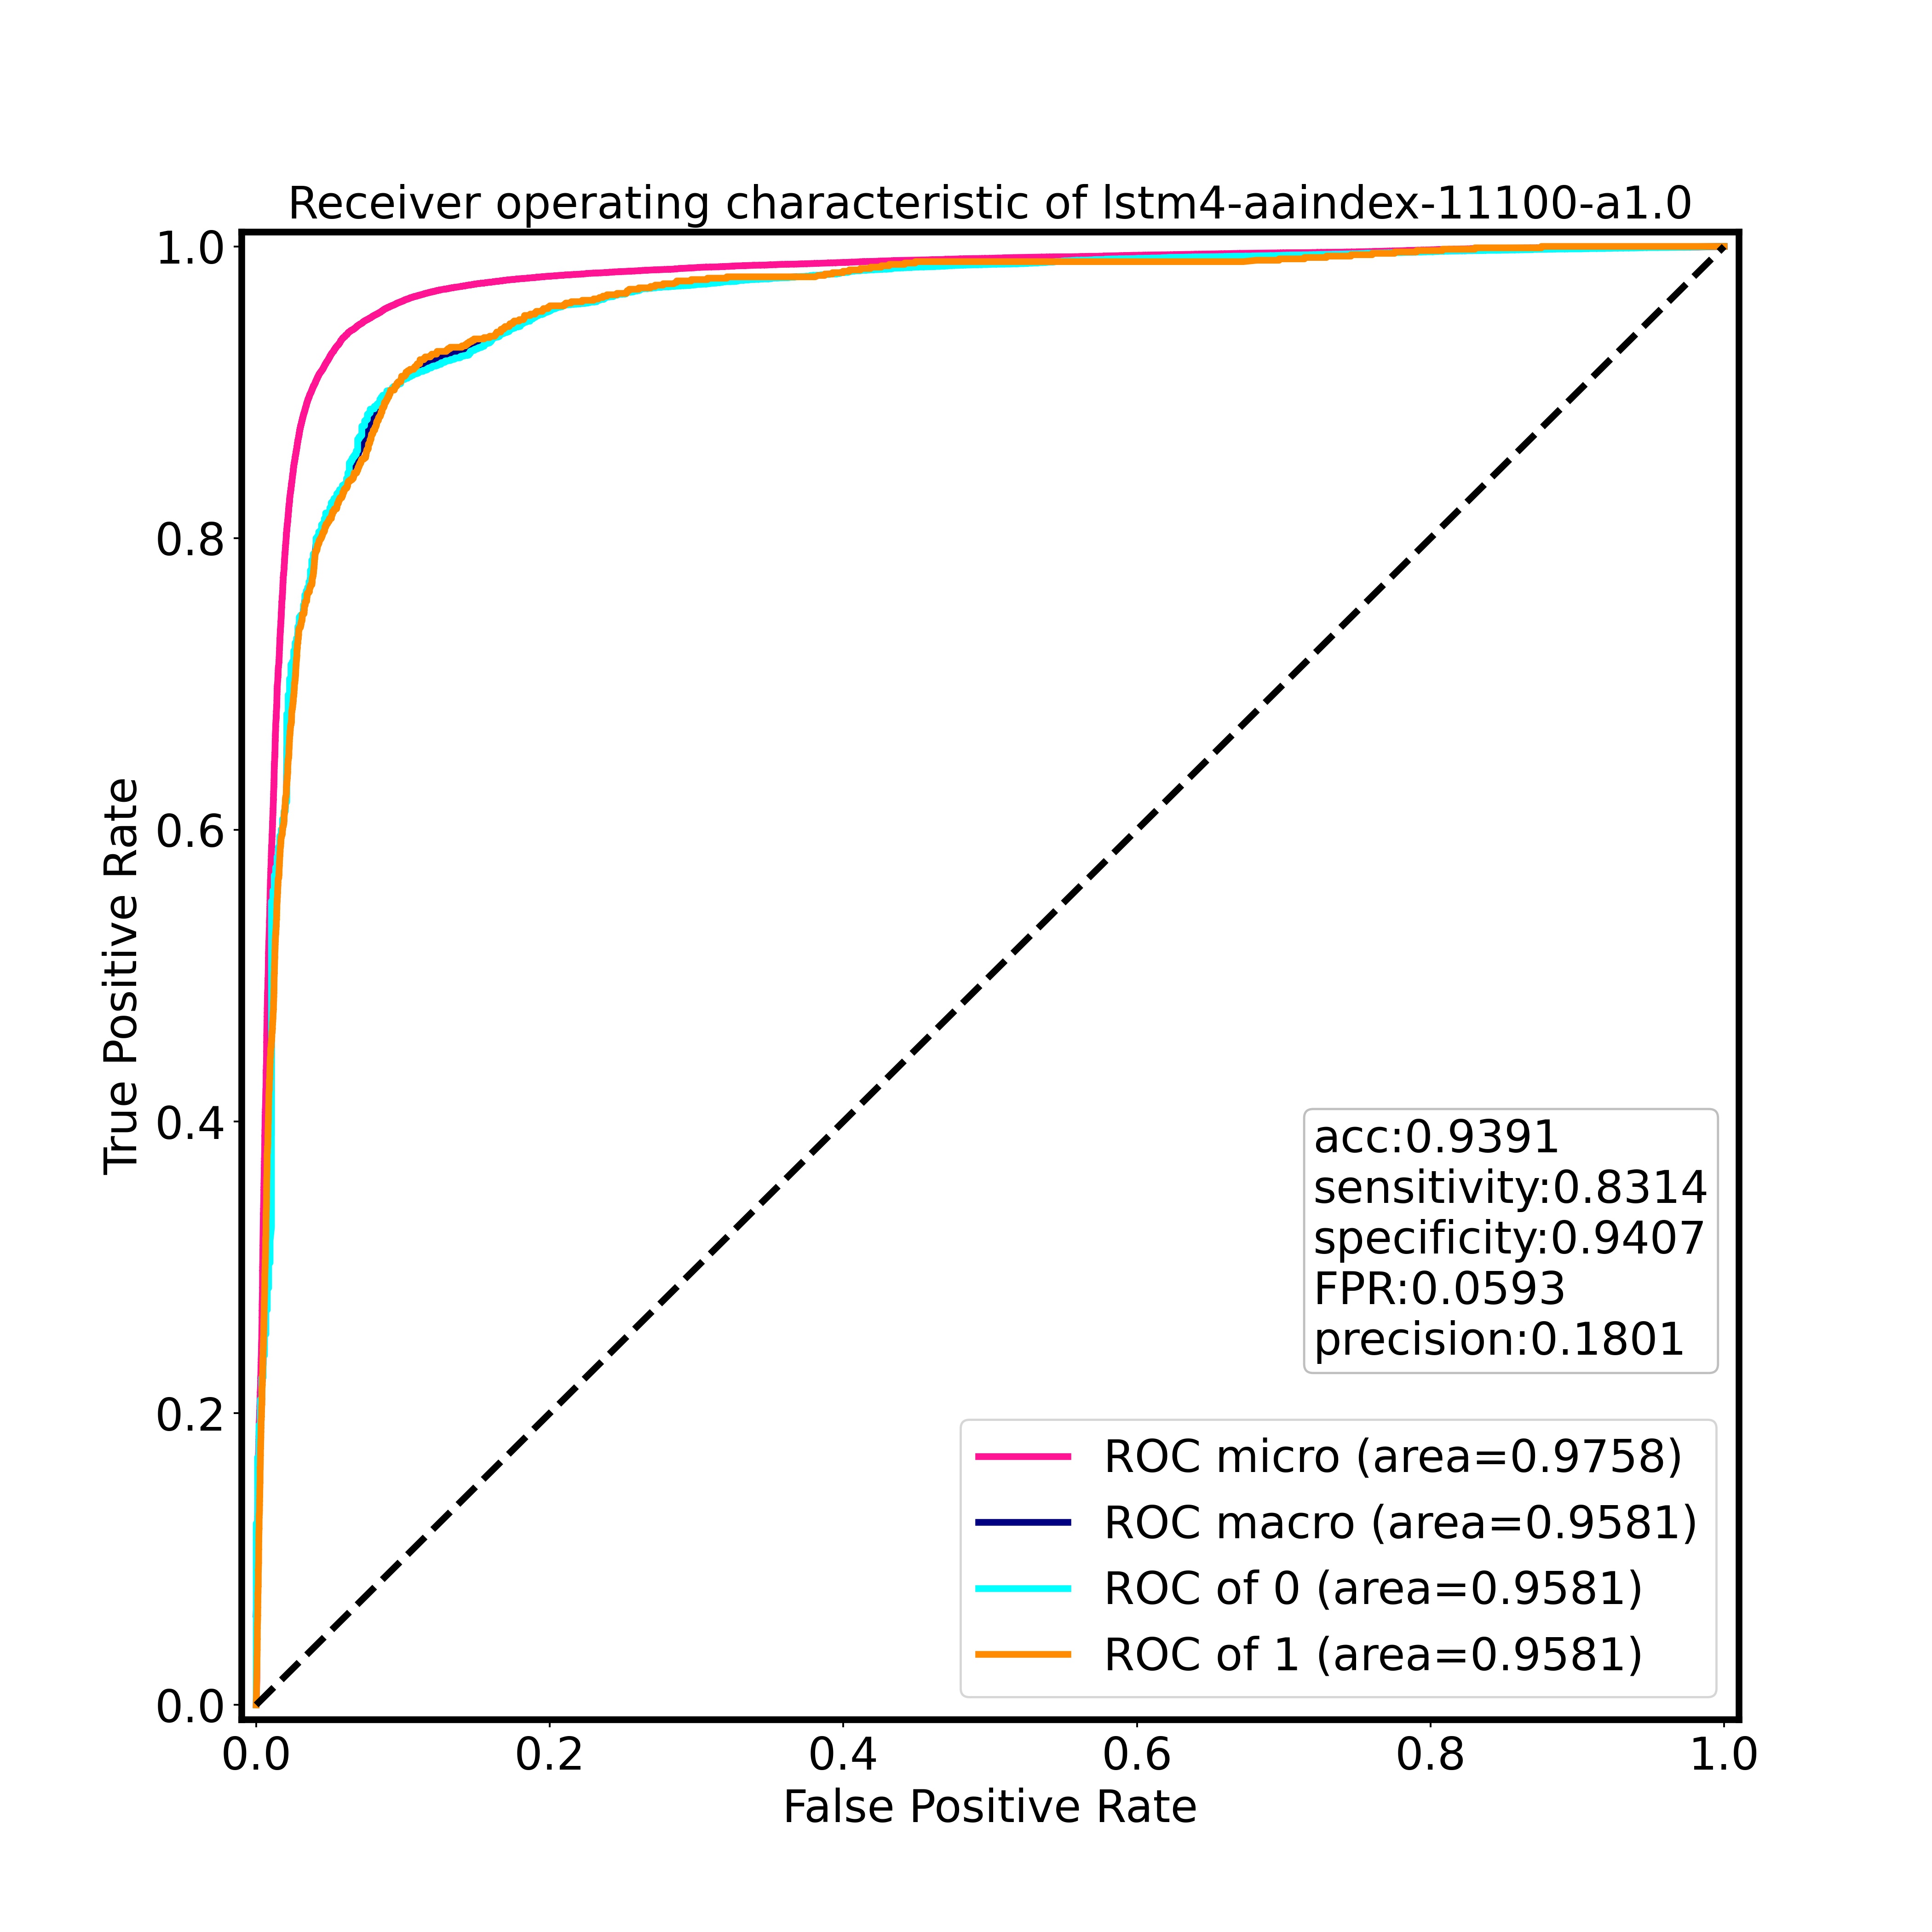 Receiver operating characteristic of lstm4-aaindex-11100-a1.0
1.0
0.8
0.6
0.4
0.2
0.0
True Positive Rate
acc:0.9391
sensitivity:0.8314
specificity:0.9407
FPR:0.0593
precision:0.1801
ROC micro (area=0.9758)
ROC macro (area=0.9581)
ROC of 0 (area=0.9581)
ROC of 1 (area=0.9581)
0.0 0.2 0.4 0.6 0.8 1.0
False Positive Rate